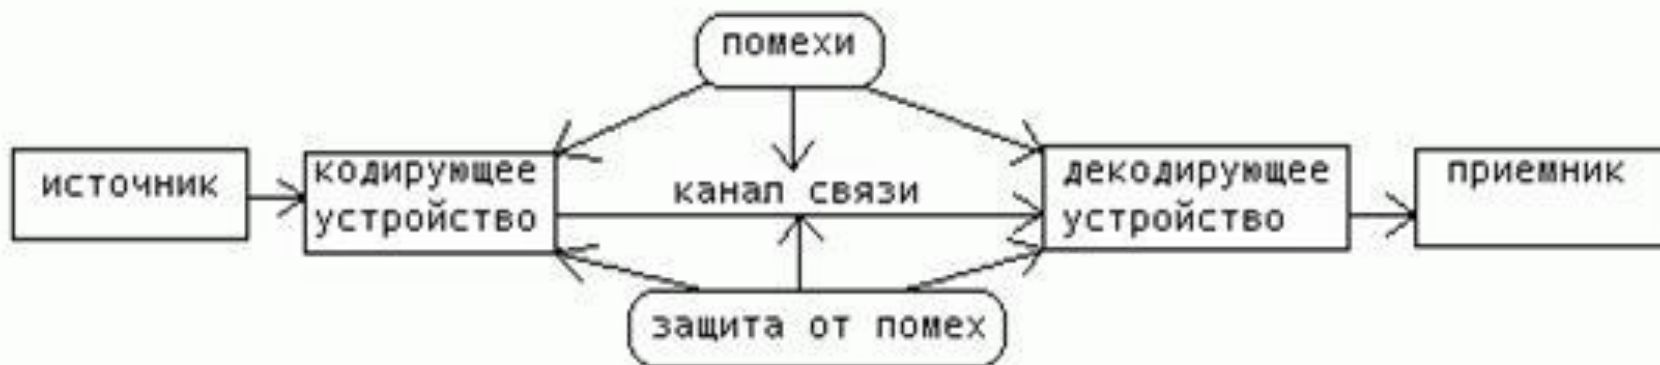 помехи
источник
кодирующее
устройство
канал связи
декодирующее
устройство
приемник
защита от помех